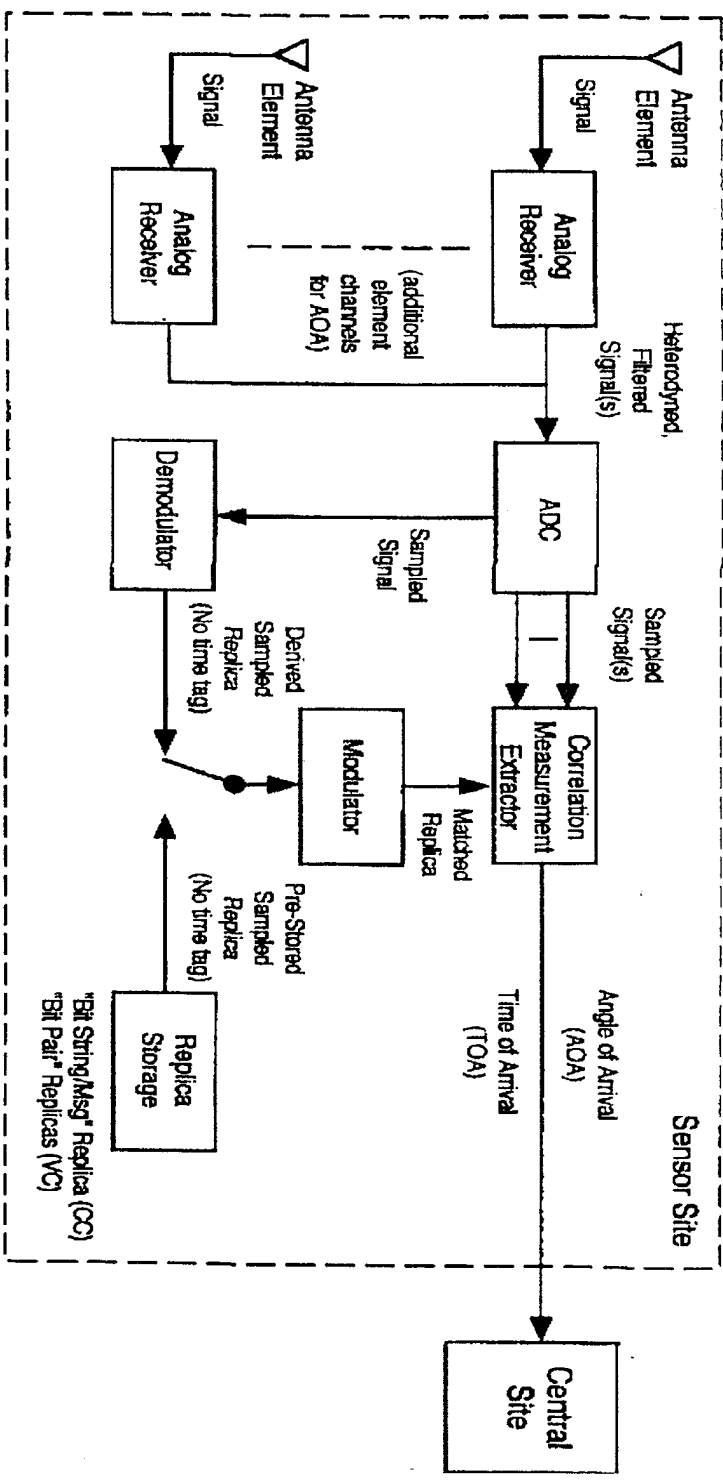 Sensor Site
Antenna
Element
Signal
Analog
Receiver
Heterodyned,
Filtered
Signal(s)
ADC
Sampled
Signal(s)
Correlation
Measurement
Extractor
Angle of Arrival
(AOA)
Time of Arrival
(TOA)
Central
Site
(additional
element
channels
for AOA)
Antenna
Element
Signal
Analog
Receiver
Sampled
Signal
Demodulator
Derived
Sampled
Replica
(No time tag)
Modulator
Matched
Replica
Pre-Stored
Sampled
Replica
(No time tag)
Replica
Storage
"Bit String/Msg" Replica (CC)
"Bit Pair" Replicas (VC)